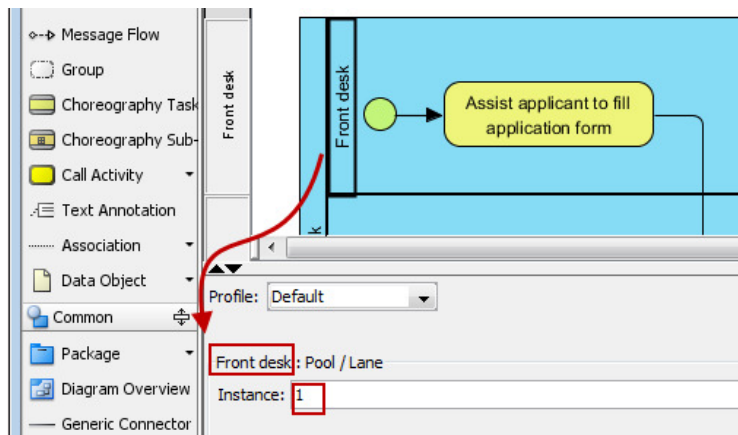 Message Flow
Group
Choreography Task
Choreography Sub-
Call Activity
Text Annotation
Association
Data Object
Common
Package
Diagram Overview
Generic Connector
Front desk
Front desk
Assist applicant to fill
application form
k
Profile: Default
Front desk : Pool / Lane
Instance: 1